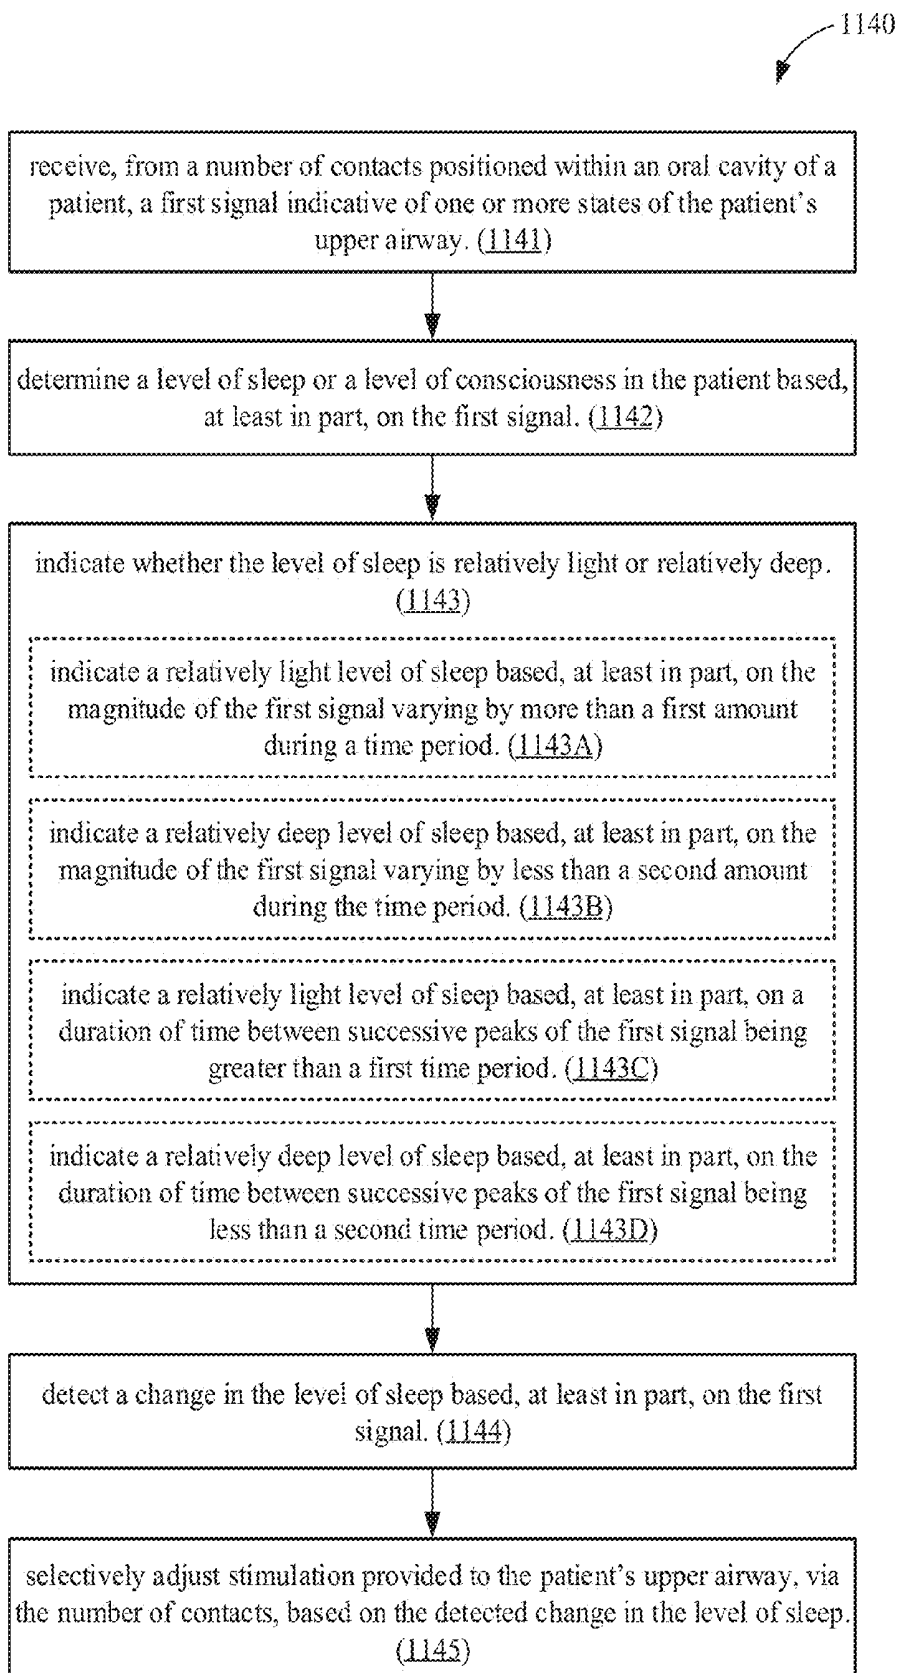 1140
receive, from a number of contacts positioned within an oral cavity of a
patient, a first signal indicative of one or more states of the patient's
upper airway. (1141)
determine a level of sleep or a level of consciousness in the patient based,
at least in part, on the first signal. (1142)
indicate whether the level of sleep is relatively light or relatively deep.
(1143)
indicate a relatively light level of sleep based, at least in part, on the
magnitude of the first signal varying by more than a first amount
during a time period. (1143A)
indicate a relatively deep level of sleep based, at least in part, on the
magnitude of the first signal varying by less than a second amount
during the time period. (1143B)
indicate a relatively light level of sleep based, at least in part, on a
duration of time between successive peaks of the first signal being
greater than a first time period. (1143C)
indicate a relatively deep level of sleep based, at least in part, on the
duration of time between successive peaks of the first signal being
less than a second time period. (1143D)
detect a change in the level of sleep based, at least in part, on the first
signal. (1144)
selectively adjust stimulation provided to the patient's upper airway, via
the number of contacts, based on the detected change in the level of sleep.
(1145)